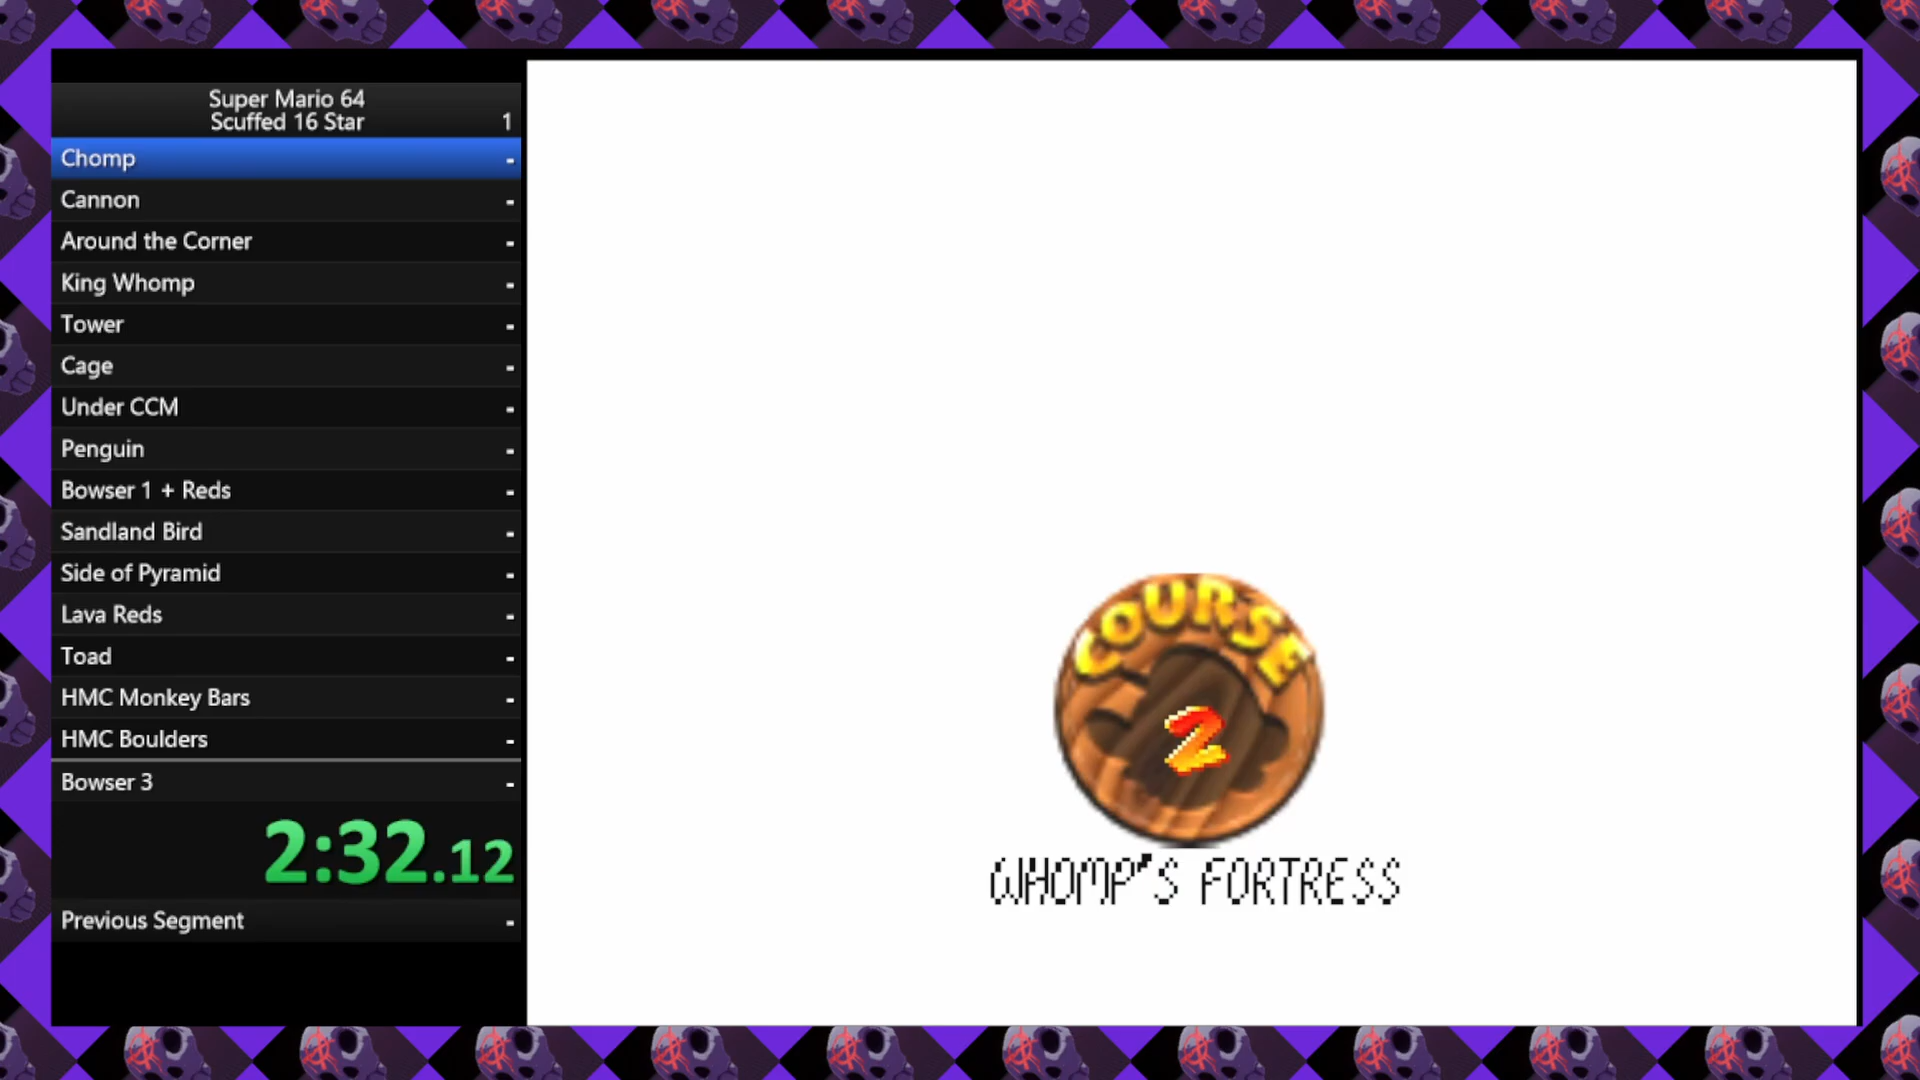 Super Mario 64
Scuffed 16 Star 1
Chomp -
Cannon -
Around the Corner -
King Whomp -
Tower -
Cage -
Under CCM -
Penguin -
Bowser 1 + Reds -
Sandland Bird -
Side of Pyramid -
Lava Reds -
Toad -
HMC Monkey Bars -
HMC Boulders -
Bowser 3 -
2:32.12
Previous Segment -
COURSE
2
WHOMP'S FORTRESS